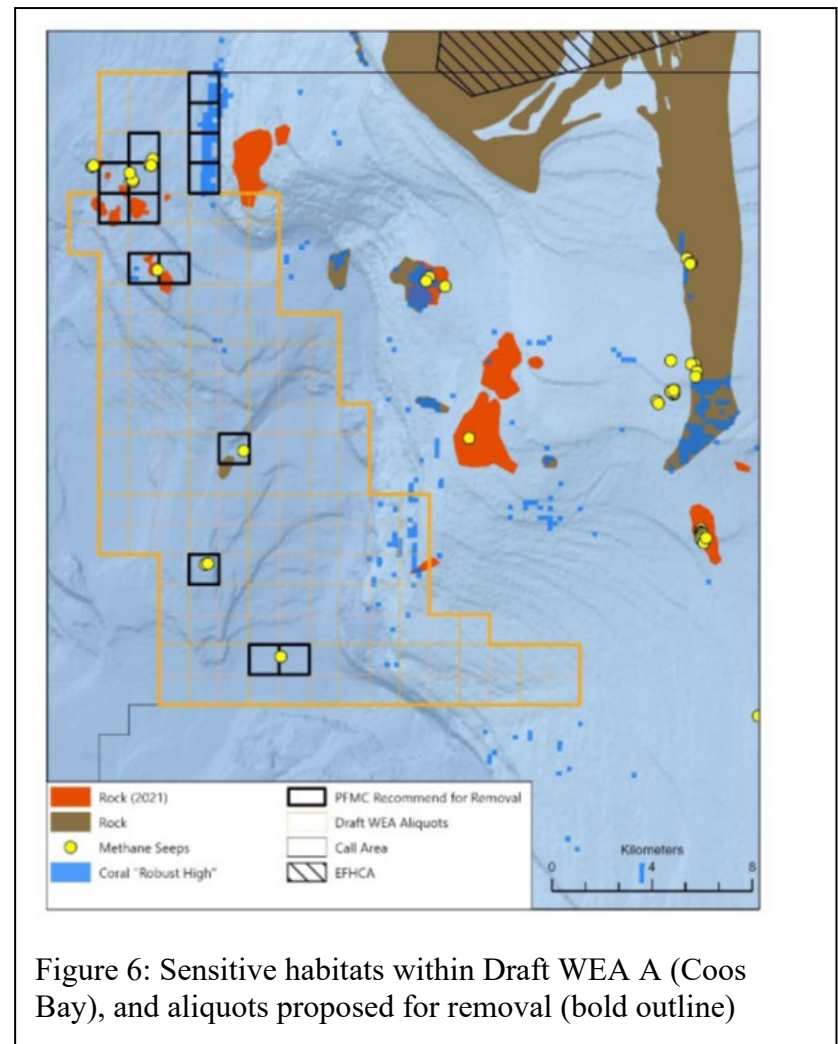 Rock (2021)
Rock
Methane Seeps
Coral "Robust High"
PFMC Recommend for Removal
Draft WEA Aliquots
Call Area
EFHCA
Kilometers
0 4 8
Figure 6: Sensitive habitats within Draft WEA A (Coos
Bay), and aliquots proposed for removal (bold outline)